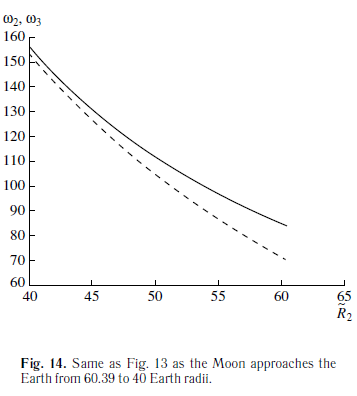 ω2, ω3
160
150
140
130
120
110
100
90
80
70
60
40 45 50 55 60 65
R̃2
Fig. 14. Same as Fig. 13 as the Moon approaches the
Earth from 60.39 to 40 Earth radii.